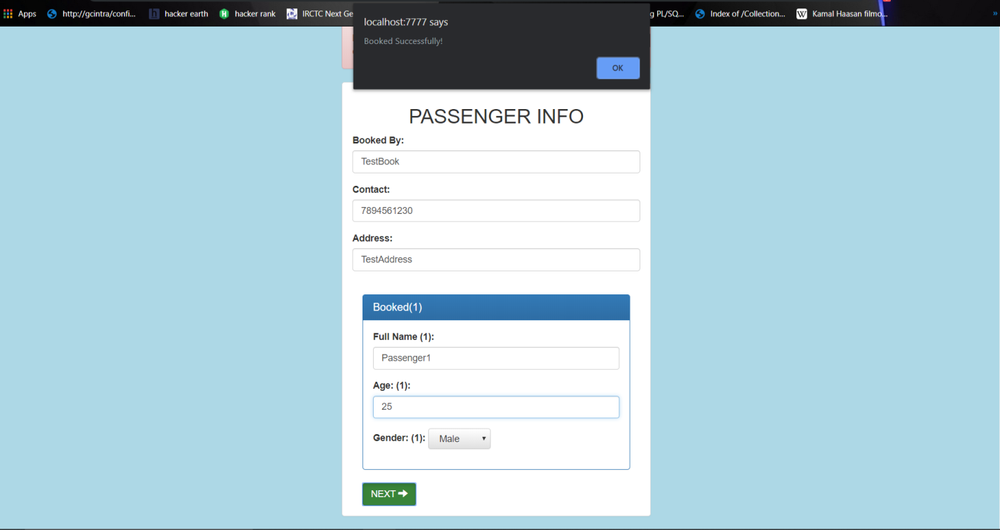 Apps http://gcintra/confi... hacker earth hacker rank IRCTC Next Ge g PL/SQ... Index of /Collection... Kamal Haasan filmo... »
localhost:7777 says
Booked Successfully!
OK
PASSENGER INFO
Booked By:
TestBook
Contact:
7894561230
Address:
TestAddress
Booked(1)
Full Name (1):
Passenger1
Age: (1):
25
Gender: (1): Male
NEXT